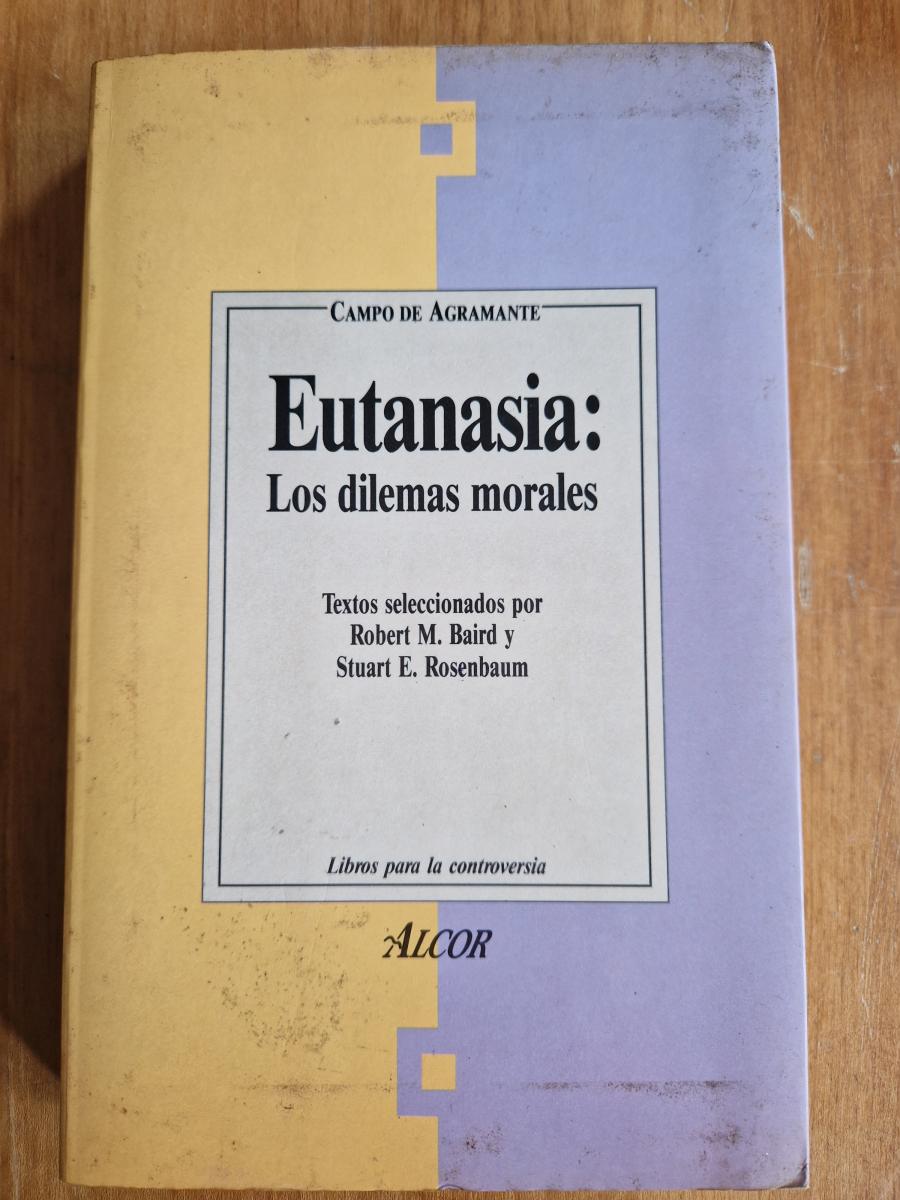 CAMPO DE AGRAMANTE
Eutanasia:
Los dilemas morales
Textos seleccionados por
Robert M. Baird y
Stuart E. Rosenbaum
Libros para la controversia
ALCOR